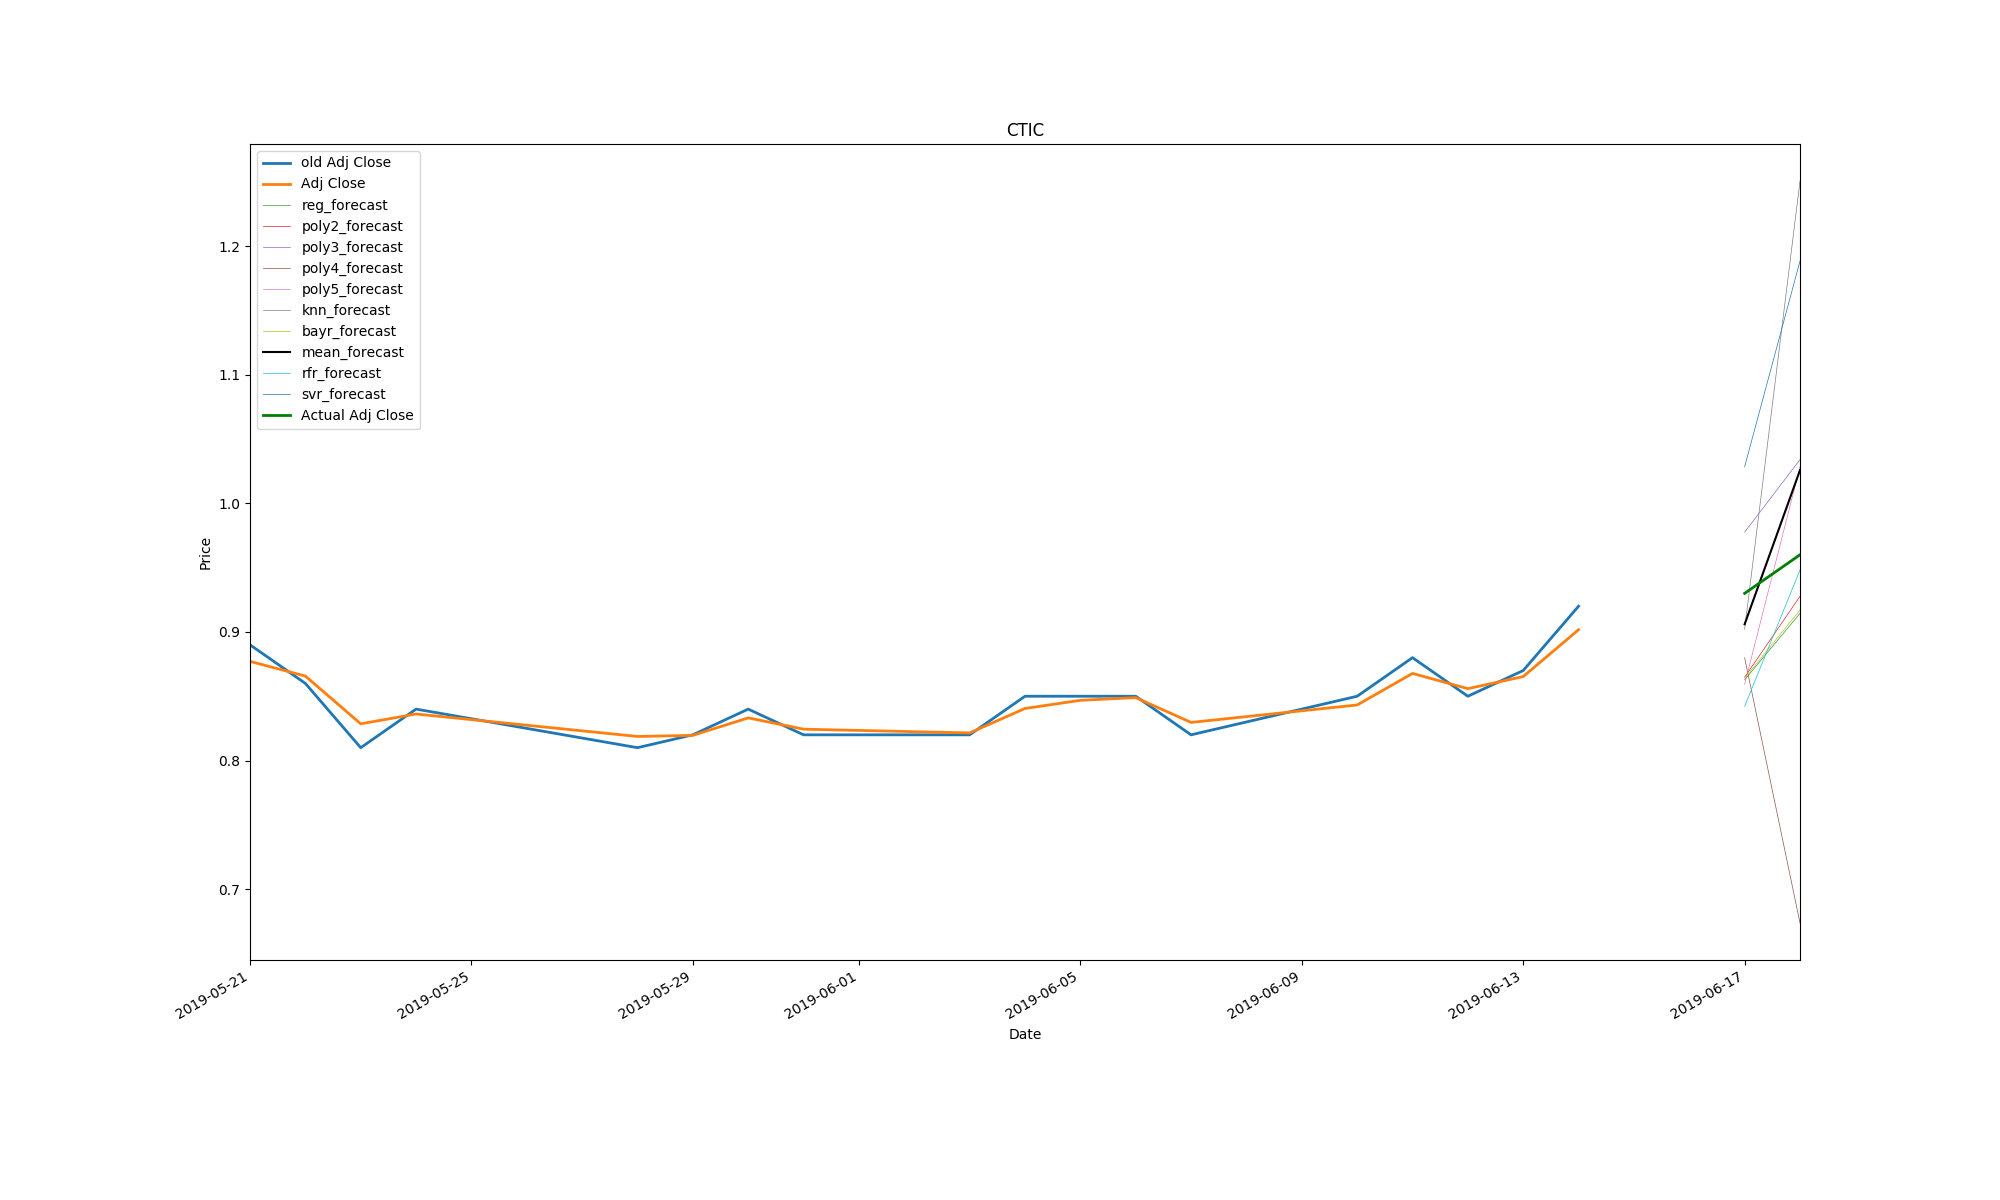 CTIC
old Adj Close
Adj Close
reg_forecast
poly2_forecast
poly3_forecast
poly4_forecast
poly5_forecast
knn_forecast
bayr_forecast
mean_forecast
rfr_forecast
svr_forecast
Actual Adj Close
1.2
1.1
1.0
0.9
0.8
0.7
Price
2019-05-21
2019-05-25
2019-05-29
2019-06-01
2019-06-05
2019-06-09
2019-06-13
2019-06-17
Date